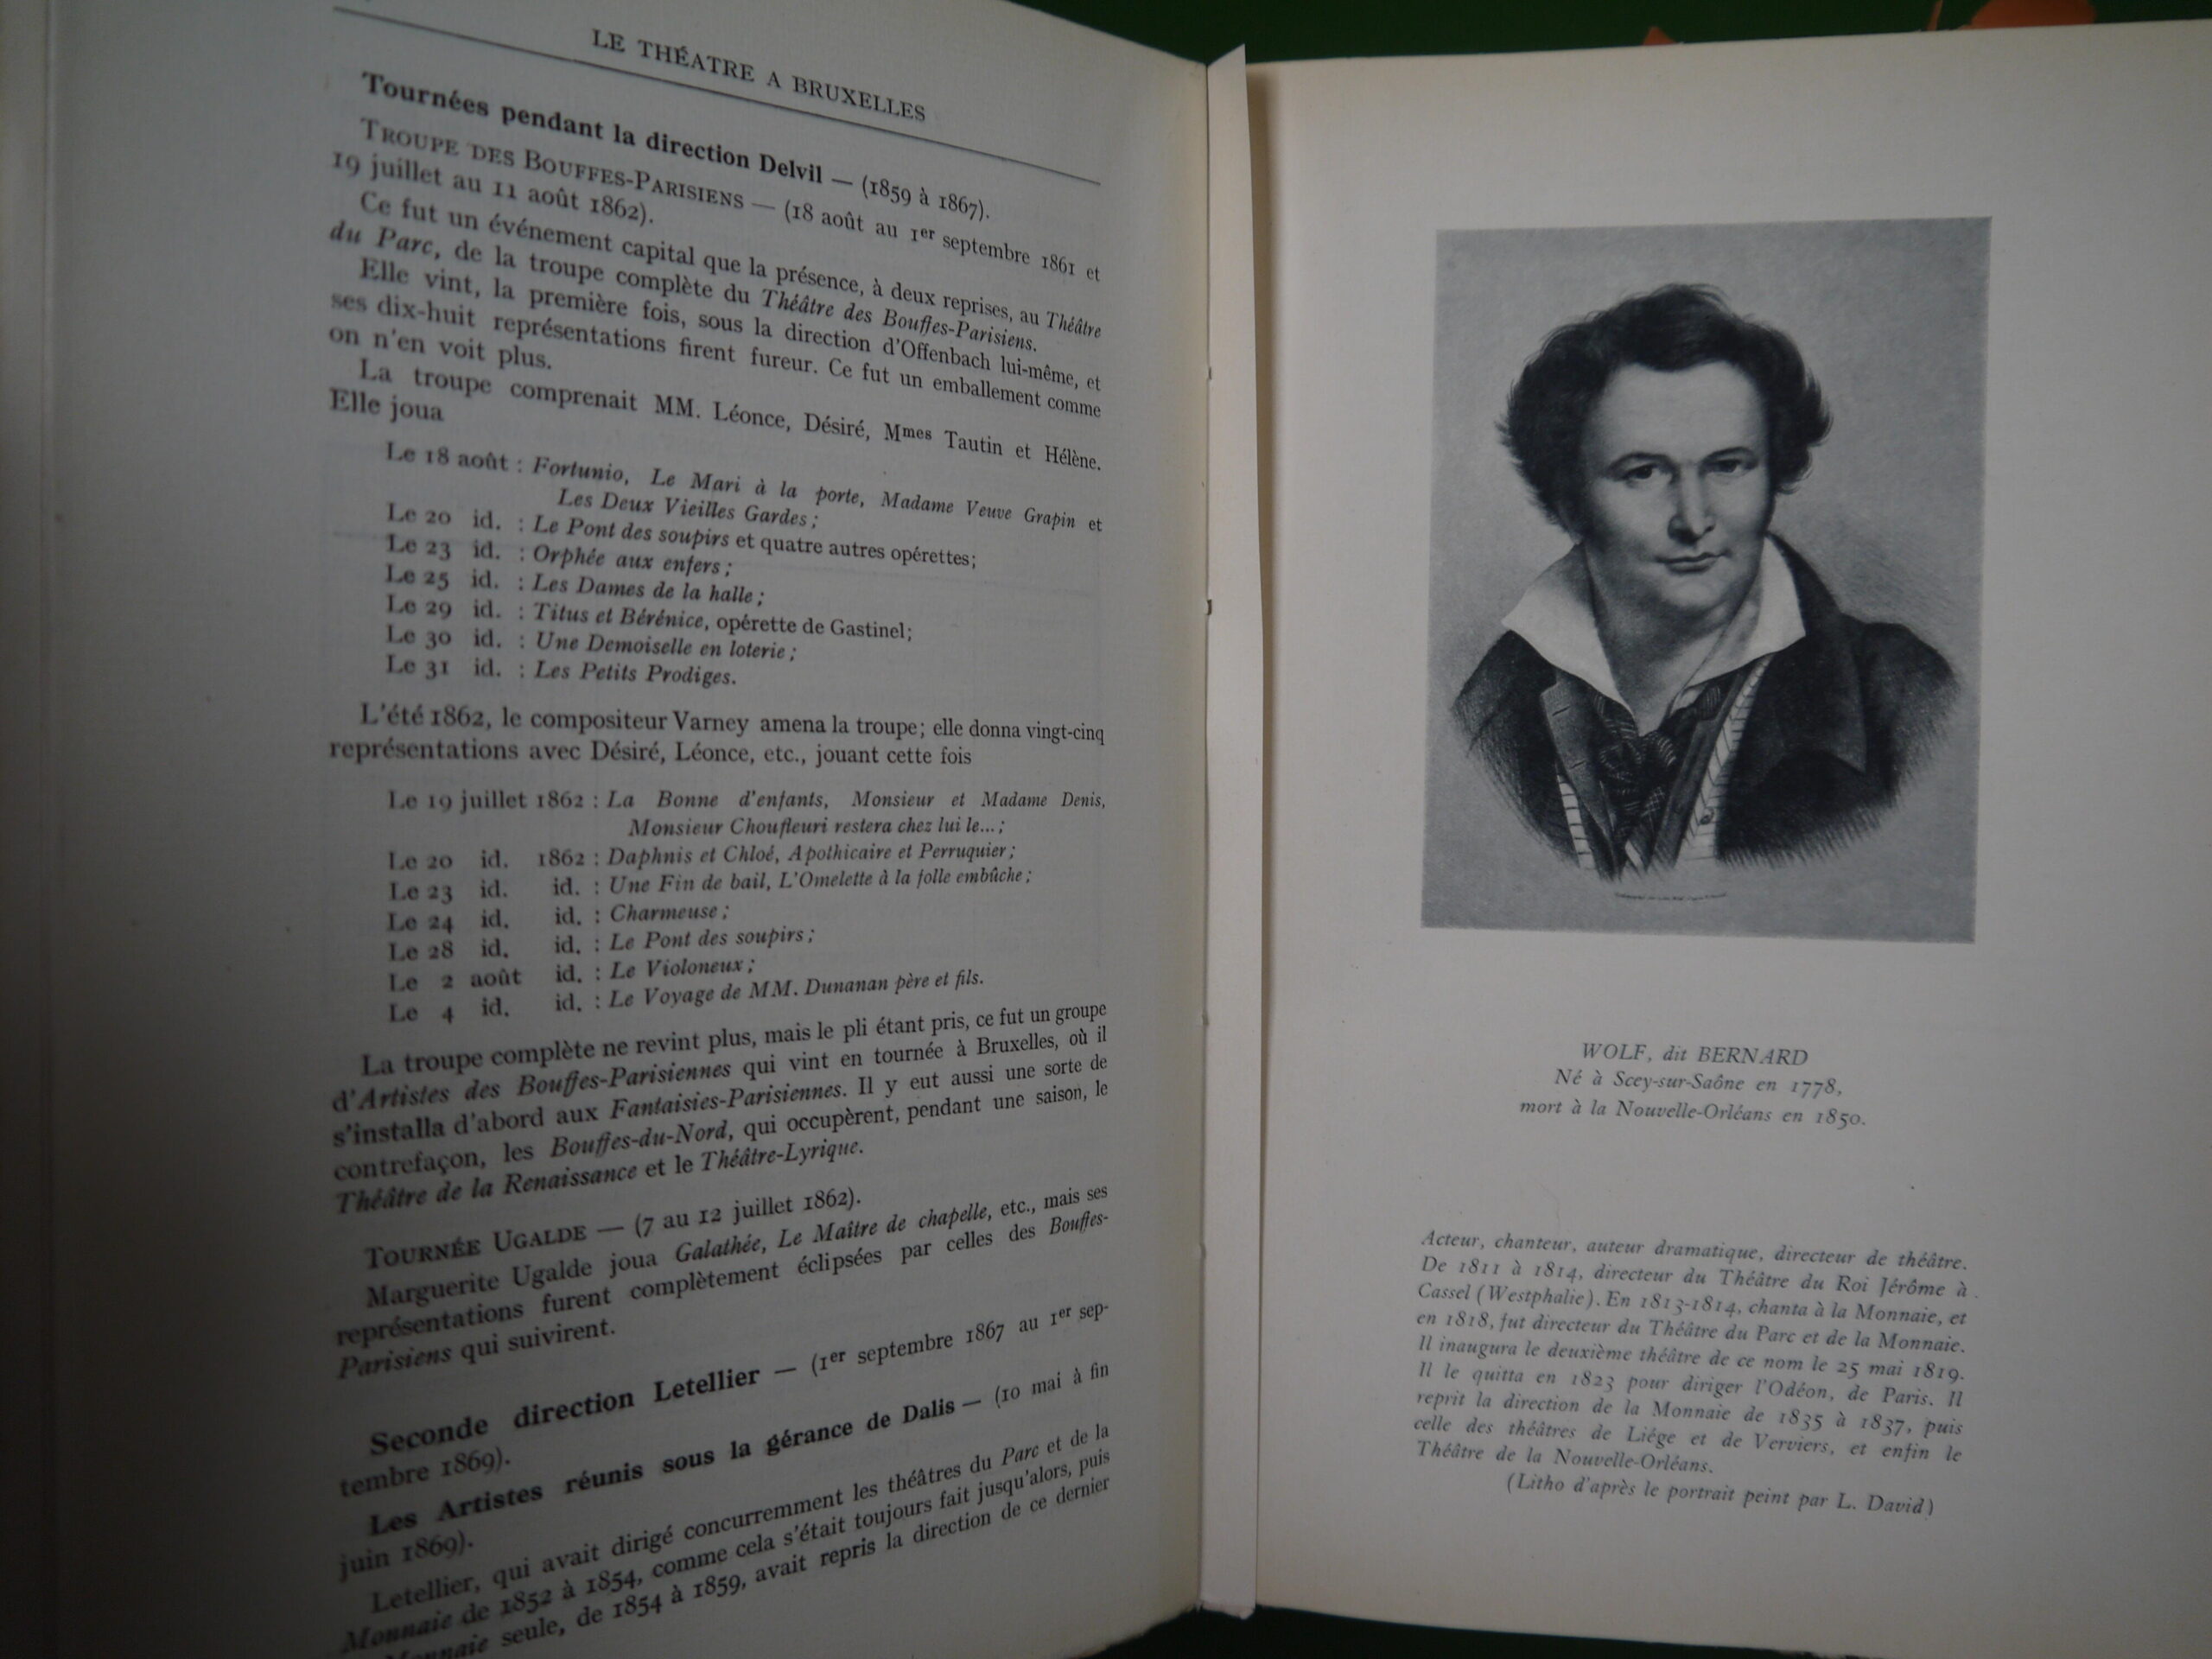 LE THÉATRE A BRUXELLES
Tournées pendant la direction Delvil — (1859 à 1867).
TROUPE DES BOUFFES-PARISIENS — (18 août au 1er septembre 1861 et
19 juillet au 11 août 1862).
Ce fut un événement capital que la présence, à deux reprises, au Théâtre
du Parc, de la troupe complète du Théâtre des Bouffes-Parisiens.
Elle vint, la première fois, sous la direction d'Offenbach lui-même, et
ses dix-huit représentations firent fureur. Ce fut un emballement comme
on n'en voit plus.
La troupe comprenait MM. Léonce, Désiré, Mmes Tautin et Hélène.
Elle joua
Le 18 août : Fortunio, Le Mari à la porte, Madame Veuve Grapin et
Les Deux Vieilles Gardes;
Le 20 id. : Le Pont des soupirs et quatre autres opérettes;
Le 23 id. : Orphée aux enfers;
Le 25 id. : Les Dames de la halle;
Le 29 id. : Titus et Bérénice, opérette de Gastinel;
Le 30 id. : Une Demoiselle en loterie;
Le 31 id. : Les Petits Prodiges.
L'été 1862, le compositeur Varney amena la troupe; elle donna vingt-cinq
représentations avec Désiré, Léonce, etc., jouant cette fois
Le 19 juillet 1862 : La Bonne d'enfants, Monsieur et Madame Denis,
Monsieur Choufleuri restera chez lui le...;
Le 20 id. 1862 : Daphnis et Chloé, Apothicaire et Perruquier;
Le 23 id. id. : Une Fin de bail, L'Omelette à la folle embûche;
Le 24 id. id. : Charmeuse;
Le 28 id. id. : Le Pont des soupirs;
Le 2 août id. : Le Violoneux;
Le 4 id. id. : Le Voyage de MM. Dunanan père et fils.
La troupe complète ne revint plus, mais le pli étant pris, ce fut un groupe
d'Artistes des Bouffes-Parisiennes qui vint en tournée à Bruxelles, où il
s'installa d'abord aux Fantaisies-Parisiennes. Il y eut aussi une sorte de
contrefaçon, les Bouffes-du-Nord, qui occupèrent, pendant une saison, le
Théâtre de la Renaissance et le Théâtre-Lyrique.
TOURNÉE UGALDE — (7 au 12 juillet 1862).
Marguerite Ugalde joua Galathée, Le Maître de chapelle, etc., mais ses
représentations furent complètement éclipsées par celles des Bouffes-
Parisiens qui suivirent.
Seconde direction Letellier — (1er septembre 1867 au 1er sep-
tembre 1869).
Les Artistes réunis sous la gérance de Dalis — (10 mai à fin
juin 1869).
Letellier, qui avait dirigé concurremment les théâtres du Parc et de la
Monnaie de 1852 à 1854, comme cela s'était toujours fait jusqu'alors, puis
Monnaie seule, de 1854 à 1859, avait repris la direction de ce dernier
WOLF, dit BERNARD
Né à Scey-sur-Saône en 1778,
mort à la Nouvelle-Orléans en 1850.
Acteur, chanteur, auteur dramatique, directeur de théâtre.
De 1811 à 1814, directeur du Théâtre du Roi Jérôme à
Cassel (Westphalie). En 1813-1814, chanta à la Monnaie, et
en 1818, fut directeur du Théâtre du Parc et de la Monnaie.
Il inaugura le deuxième théâtre de ce nom le 25 mai 1819.
Il le quitta en 1823 pour diriger l'Odéon, de Paris. Il
reprit la direction de la Monnaie de 1835 à 1837, puis
celle des théâtres de Liége et de Verviers, et enfin le
Théâtre de la Nouvelle-Orléans.
(Litho d'après le portrait peint par L. David)